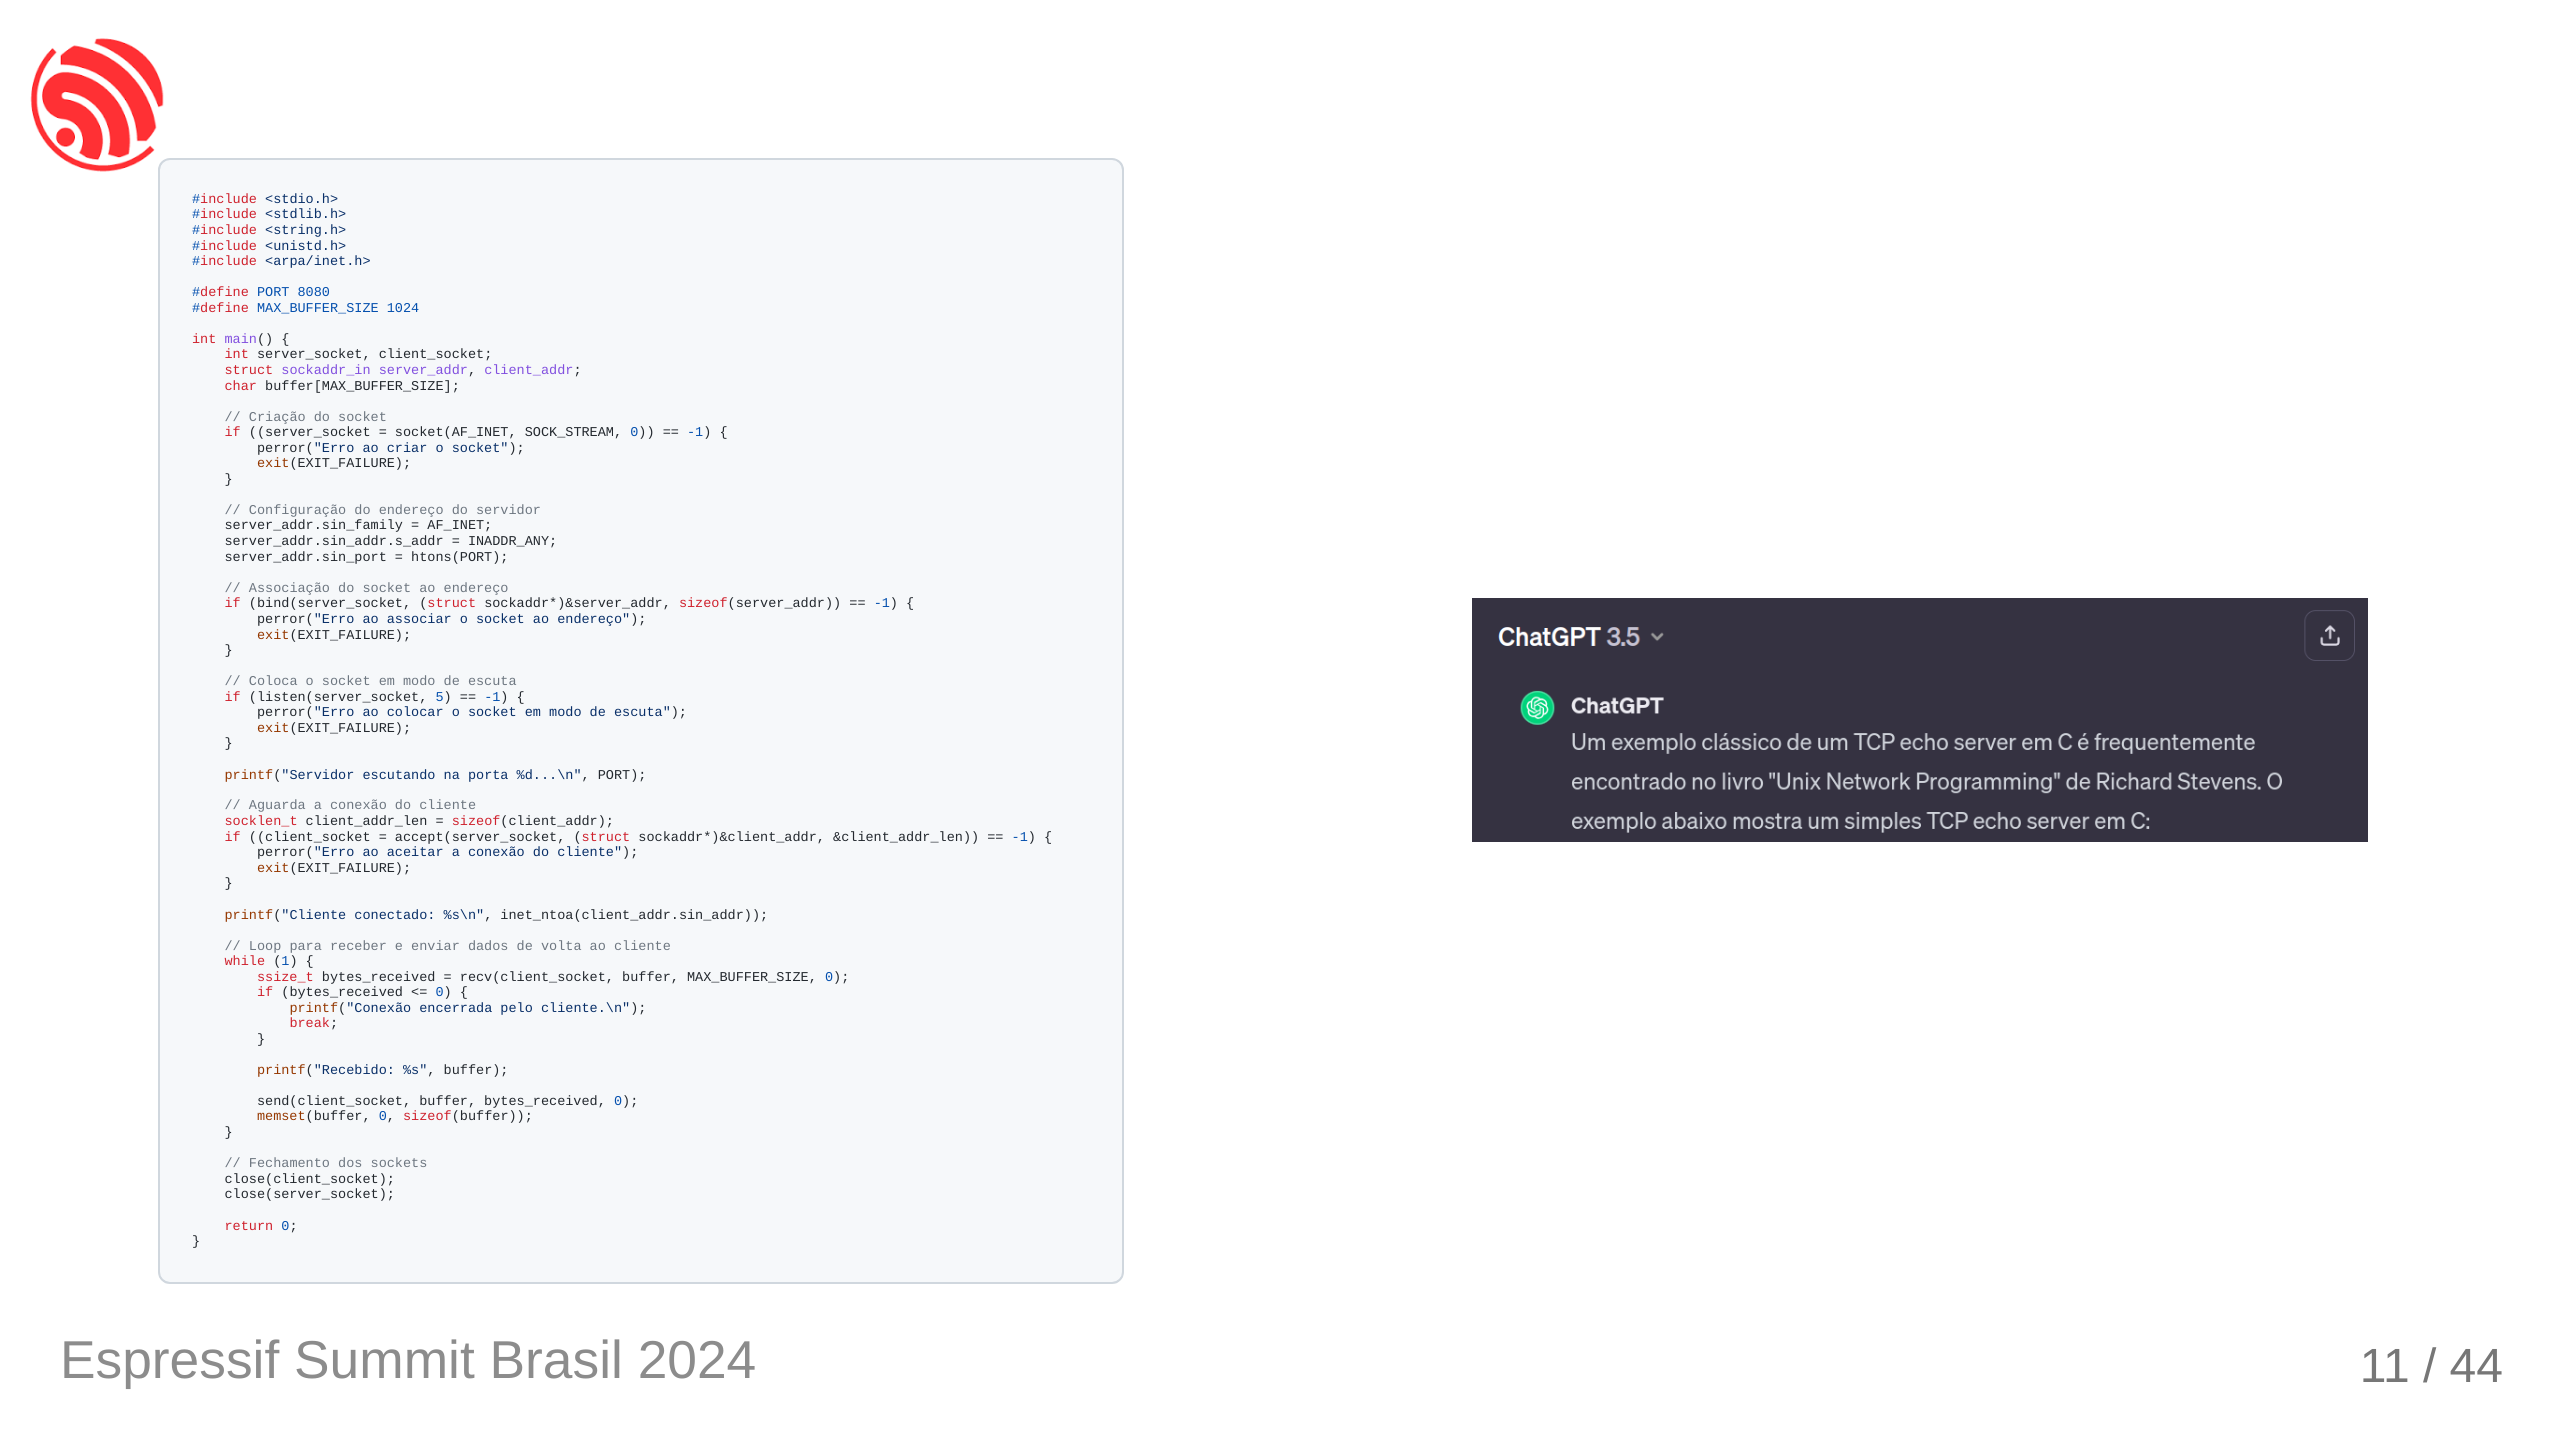 #include <stdio.h>
#include <stdlib.h>
#include <string.h>
#include <unistd.h>
#include <arpa/inet.h>

#define PORT 8080
#define MAX_BUFFER_SIZE 1024

int main() {
    int server_socket, client_socket;
    struct sockaddr_in server_addr, client_addr;
    char buffer[MAX_BUFFER_SIZE];

    // Criação do socket
    if ((server_socket = socket(AF_INET, SOCK_STREAM, 0)) == -1) {
        perror("Erro ao criar o socket");
        exit(EXIT_FAILURE);
    }

    // Configuração do endereço do servidor
    server_addr.sin_family = AF_INET;
    server_addr.sin_addr.s_addr = INADDR_ANY;
    server_addr.sin_port = htons(PORT);

    // Associação do socket ao endereço
    if (bind(server_socket, (struct sockaddr*)&server_addr, sizeof(server_addr)) == -1) {
        perror("Erro ao associar o socket ao endereço");
        exit(EXIT_FAILURE);
    }

    // Coloca o socket em modo de escuta
    if (listen(server_socket, 5) == -1) {
        perror("Erro ao colocar o socket em modo de escuta");
        exit(EXIT_FAILURE);
    }

    printf("Servidor escutando na porta %d...\n", PORT);

    // Aguarda a conexão do cliente
    socklen_t client_addr_len = sizeof(client_addr);
    if ((client_socket = accept(server_socket, (struct sockaddr*)&client_addr, &client_addr_len)) == -1) {
        perror("Erro ao aceitar a conexão do cliente");
        exit(EXIT_FAILURE);
    }

    printf("Cliente conectado: %s\n", inet_ntoa(client_addr.sin_addr));

    // Loop para receber e enviar dados de volta ao cliente
    while (1) {
        ssize_t bytes_received = recv(client_socket, buffer, MAX_BUFFER_SIZE, 0);
        if (bytes_received <= 0) {
            printf("Conexão encerrada pelo cliente.\n");
            break;
        }

        printf("Recebido: %s", buffer);

        send(client_socket, buffer, bytes_received, 0);
        memset(buffer, 0, sizeof(buffer));
    }

    // Fechamento dos sockets
    close(client_socket);
    close(server_socket);

    return 0;
}
ChatGPT 3.5
ChatGPT
Um exemplo clássico de um TCP echo server em C é frequentemente
encontrado no livro "Unix Network Programming" de Richard Stevens. O
exemplo abaixo mostra um simples TCP echo server em C:
Espressif Summit Brasil 2024
11 / 44